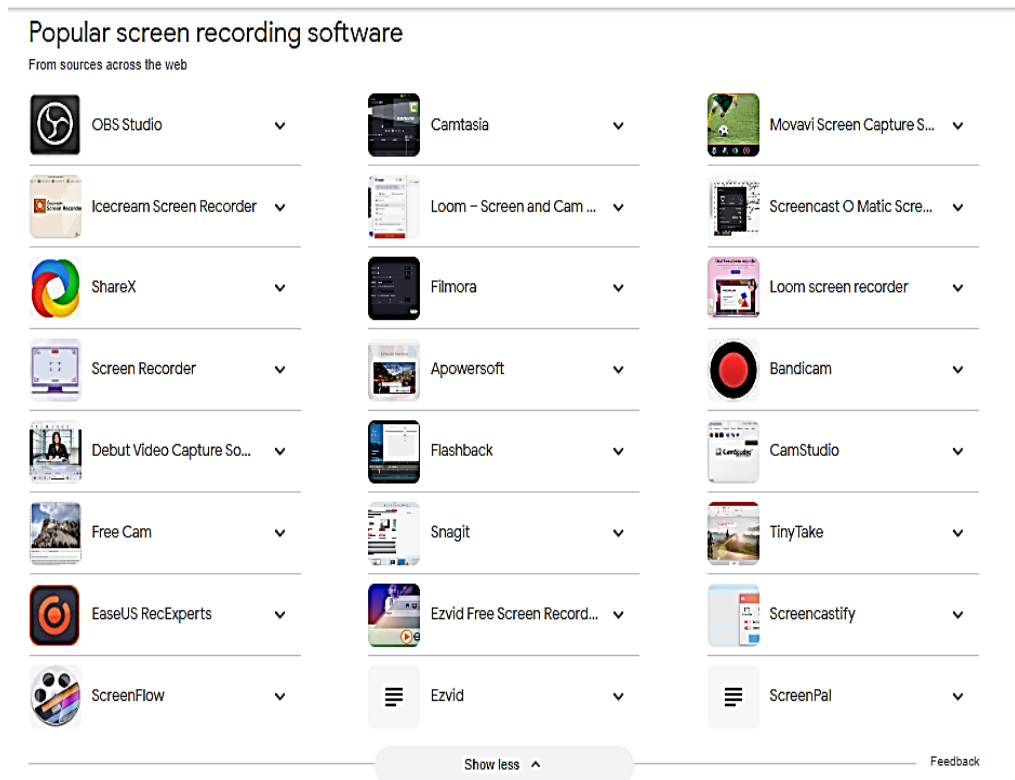 Popular screen recording software
From sources across the web
OBS Studio
Camtasia
Movavi Screen Capture S...
Icecream Screen Recorder
Loom – Screen and Cam ...
Screencast O Matic Scre...
ShareX
Filmora
Loom screen recorder
Screen Recorder
Apowersoft
Bandicam
Debut Video Capture So...
Flashback
CamStudio
Free Cam
Snagit
TinyTake
EaseUS RecExperts
Ezvid Free Screen Record...
Screencastify
ScreenFlow
Ezvid
ScreenPal
Show less
Feedback